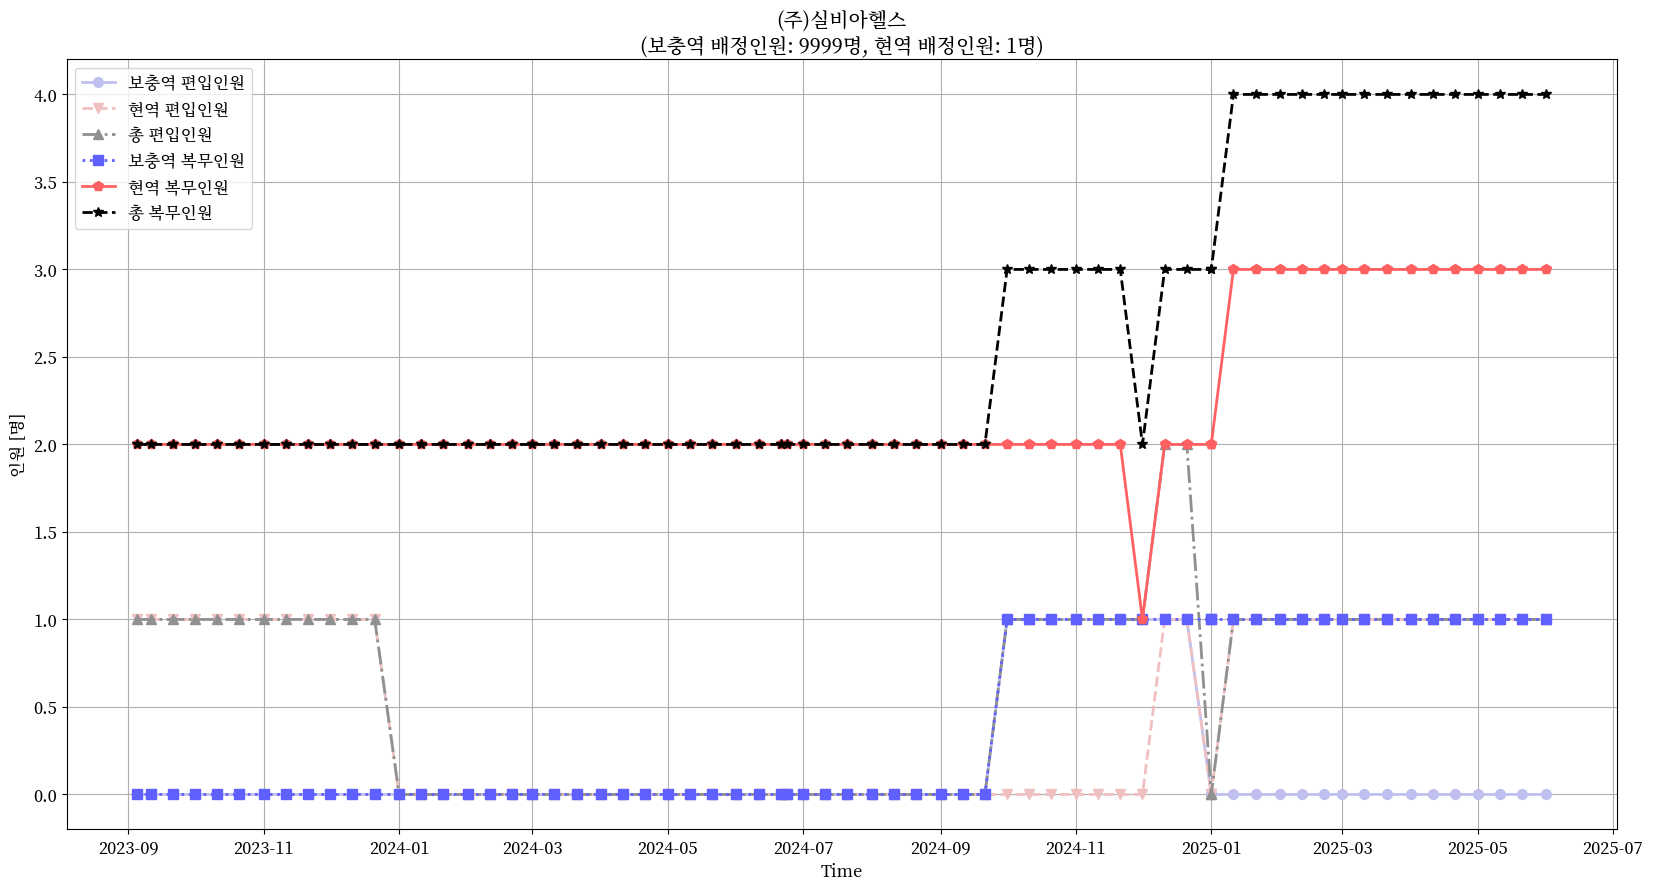 (주)실비아헬스
(보충역 배정인원: 9999명, 현역 배정인원: 1명)
보충역 편입인원
현역 편입인원
총 편입인원
보충역 복무인원
현역 복무인원
총 복무인원
4.0
3.5
3.0
2.5
2.0
1.5
1.0
0.5
0.0
인원 [명]
2023-09 2023-11 2024-01 2024-03 2024-05 2024-07 2024-09 2024-11 2025-01 2025-03 2025-05 2025-07
Time